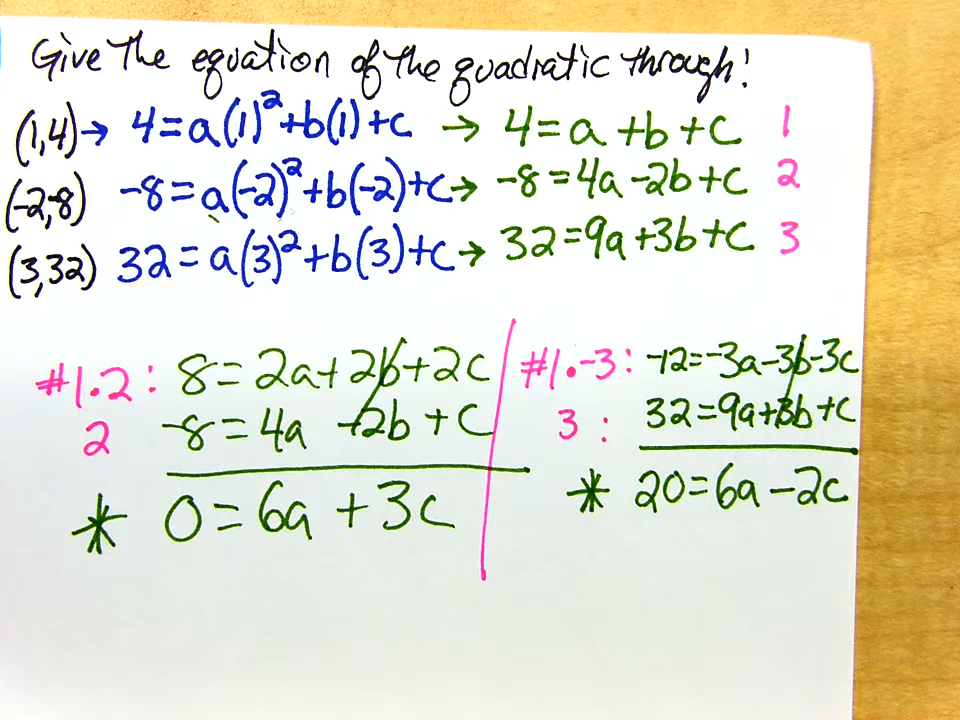 Give the equation of the quadratic through!
(1,4)→ 4=a(1)²+b(1)+c → 4=a+b+c 1
(-2,-8) -8=a(-2)²+b(-2)+c→ -8=4a-2b+c 2
(3,32) 32=a(3)²+b(3)+c→ 32=9a+3b+c 3
#1·2: 8=2a+2b+2c
2 -8=4a-2b+c
* 0=6a+3c
#1·-3: -12=-3a-3b-3c
3: 32=9a+3b+c
* 20=6a-2c